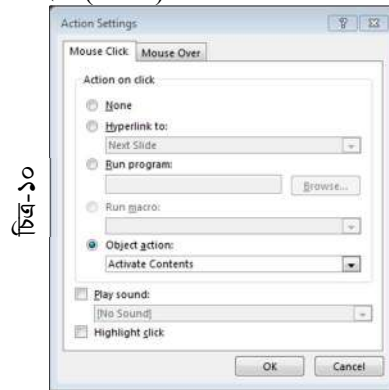 Action Settings
Mouse Click
Mouse Over
Action on click
None
Hyperlink to:
Next Slide
Run program:
Browse...
Run macro:
Object action:
Activate Contents
Play sound:
[No Sound]
Highlight click
OK
Cancel
চিত্র-১০